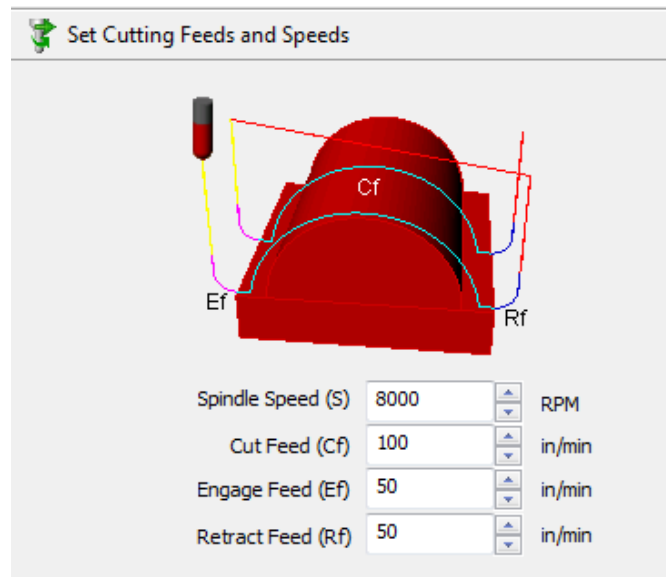 Set Cutting Feeds and Speeds
Cf
Ef
Rf
Spindle Speed (S) 8000 RPM
Cut Feed (Cf) 100 in/min
Engage Feed (Ef) 50 in/min
Retract Feed (Rf) 50 in/min